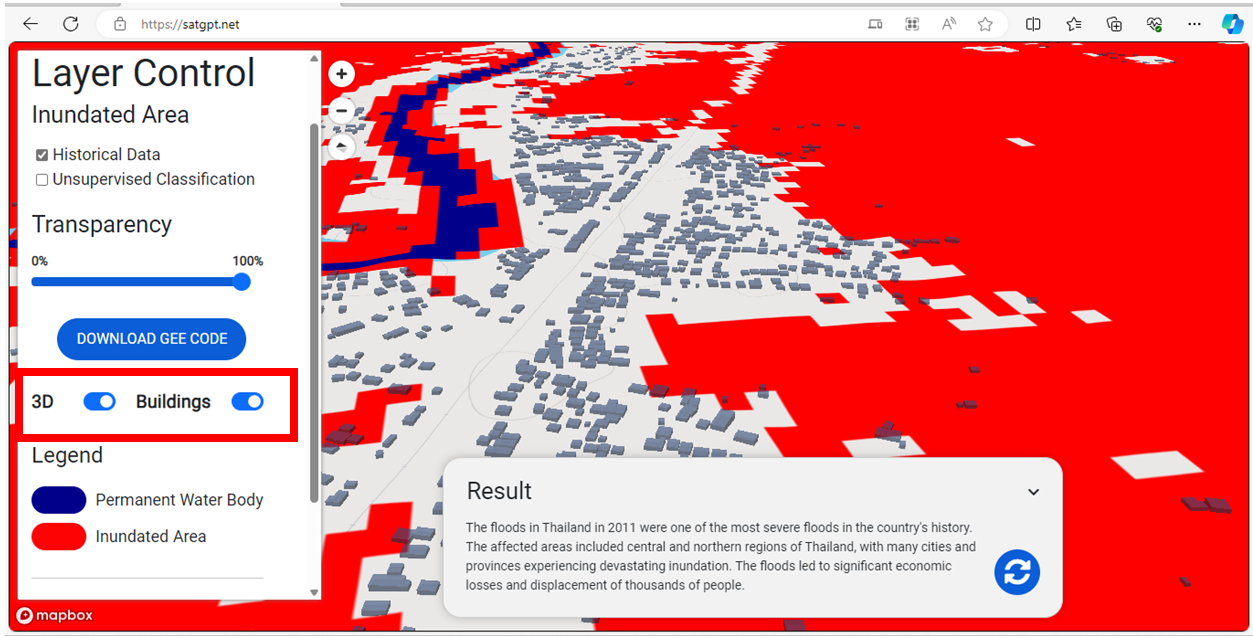 https://satgpt.net
Layer Control
Inundated Area
Historical Data
Unsupervised Classification
Transparency
0% 100%
DOWNLOAD GEE CODE
3D Buildings
Legend
Permanent Water Body
Inundated Area
mapbox
Result
The floods in Thailand in 2011 were one of the most severe floods in the country's history.
The affected areas included central and northern regions of Thailand, with many cities and
provinces experiencing devastating inundation. The floods led to significant economic
losses and displacement of thousands of people.